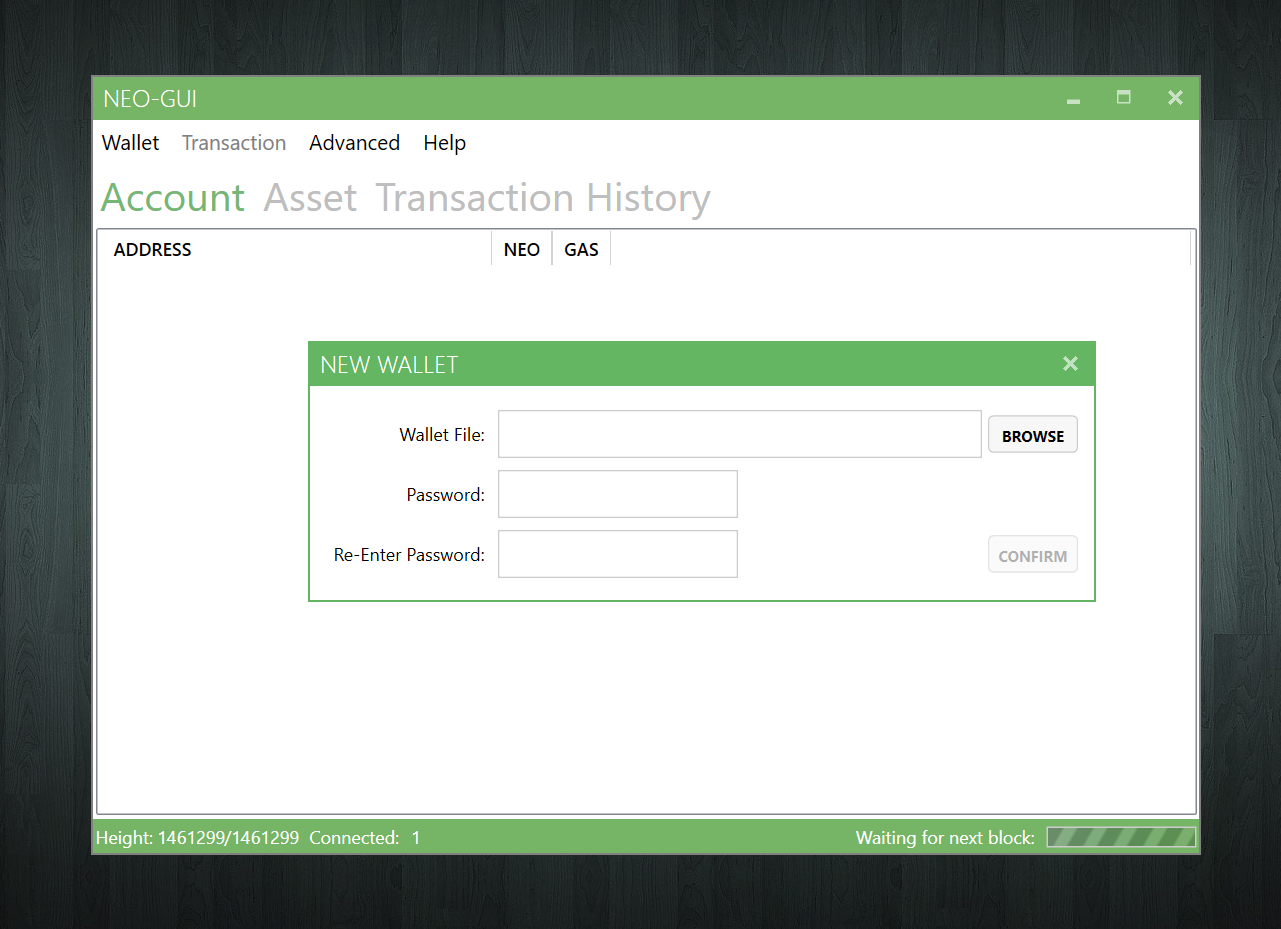 NEO-GUI
Wallet Transaction Advanced Help
Account Asset Transaction History
ADDRESS NEO GAS
NEW WALLET
Wallet File: BROWSE
Password:
Re-Enter Password: CONFIRM
Height: 1461299/1461299 Connected: 1 Waiting for next block: